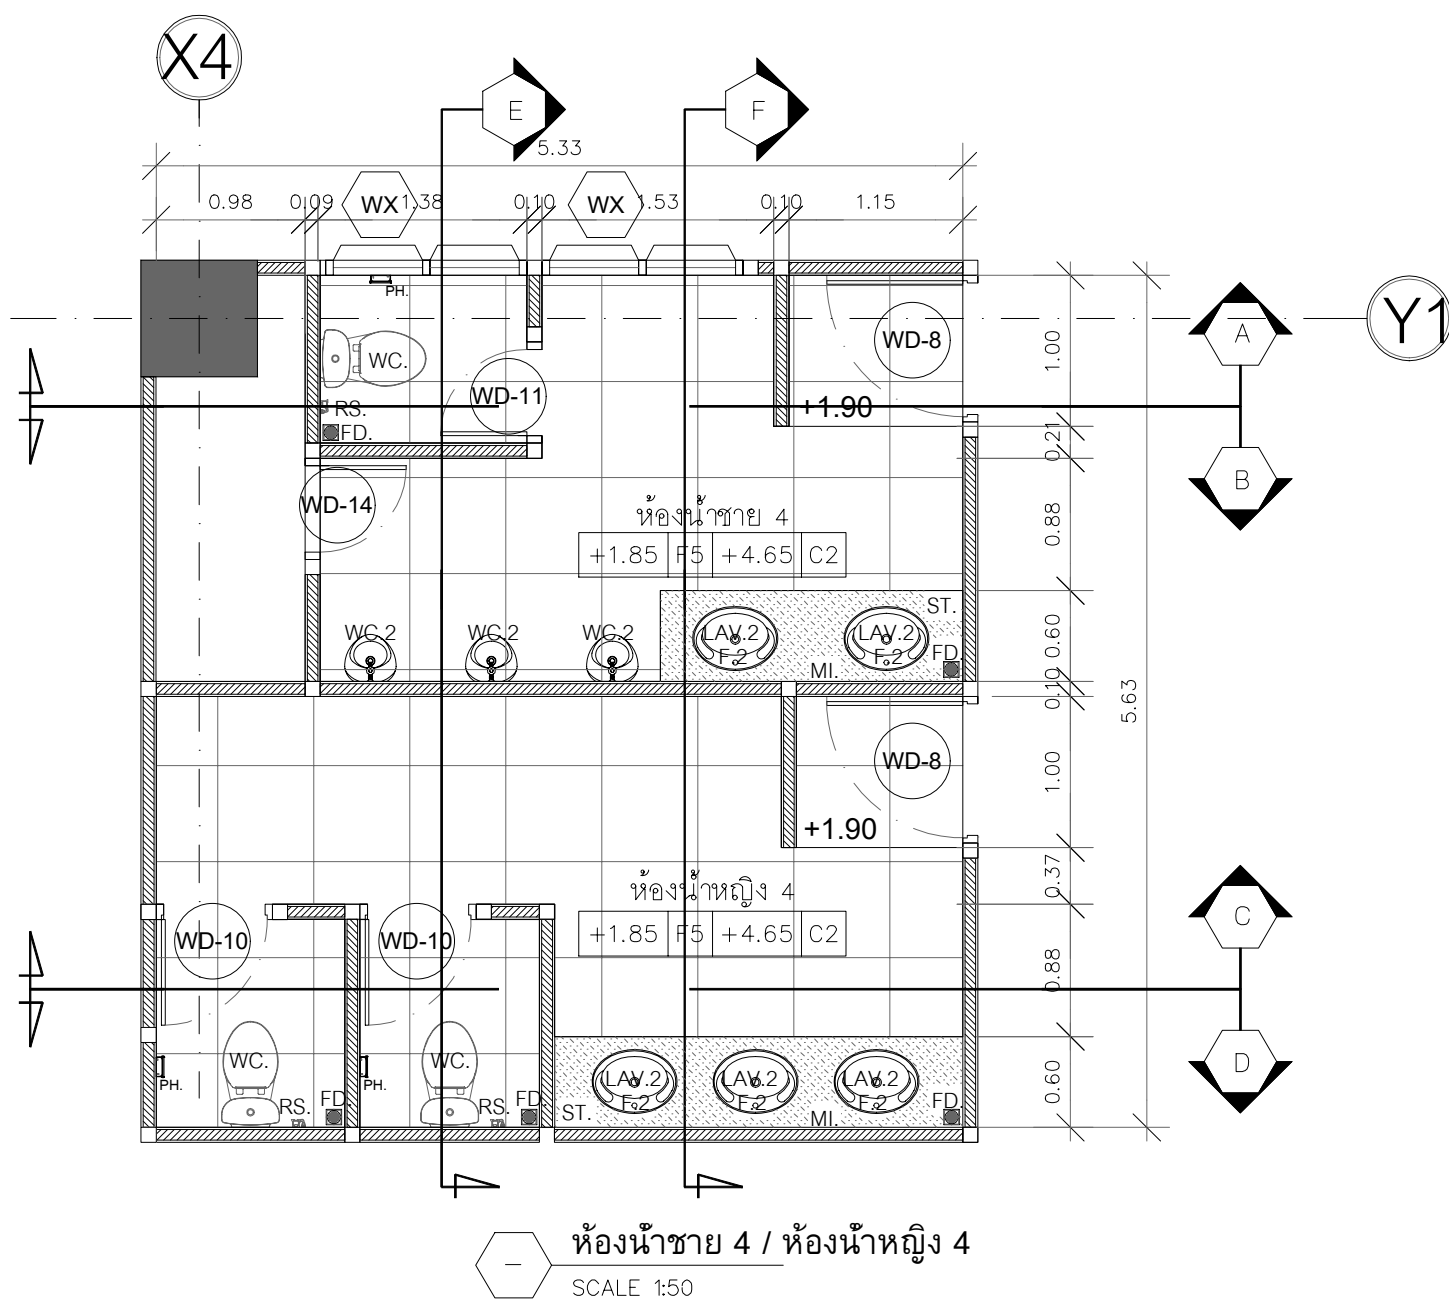 X4
E
F
5.33
0.98
0.09
WX
1.38
0.10
WX
1.53
0.10
1.15
PH.
WC.
WD-8
Y1
A
1.00
WD-11
RS.
FD.
+1.90
0.21
B
WD-14
ห้องน้ำชาย 4
+1.85 F5 +4.65 C2
0.88
WC.2
WC.2
WC.2
LAV.2
F.2
LAV.2
F.2
ST.
FD.
MI.
0.60
0.10
5.63
WD-8
1.00
+1.90
0.37
ห้องน้ำหญิง 4
+1.85 F5 +4.65 C2
C
WD-10
WD-10
0.88
WC.
WC.
PH.
PH.
RS.
FD.
RS.
FD.
ST.
LAV.2
F.2
LAV.2
F.2
LAV.2
F.2
MI.
FD.
0.60
D
ห้องน้ำชาย 4 / ห้องน้ำหญิง 4
SCALE 1:50